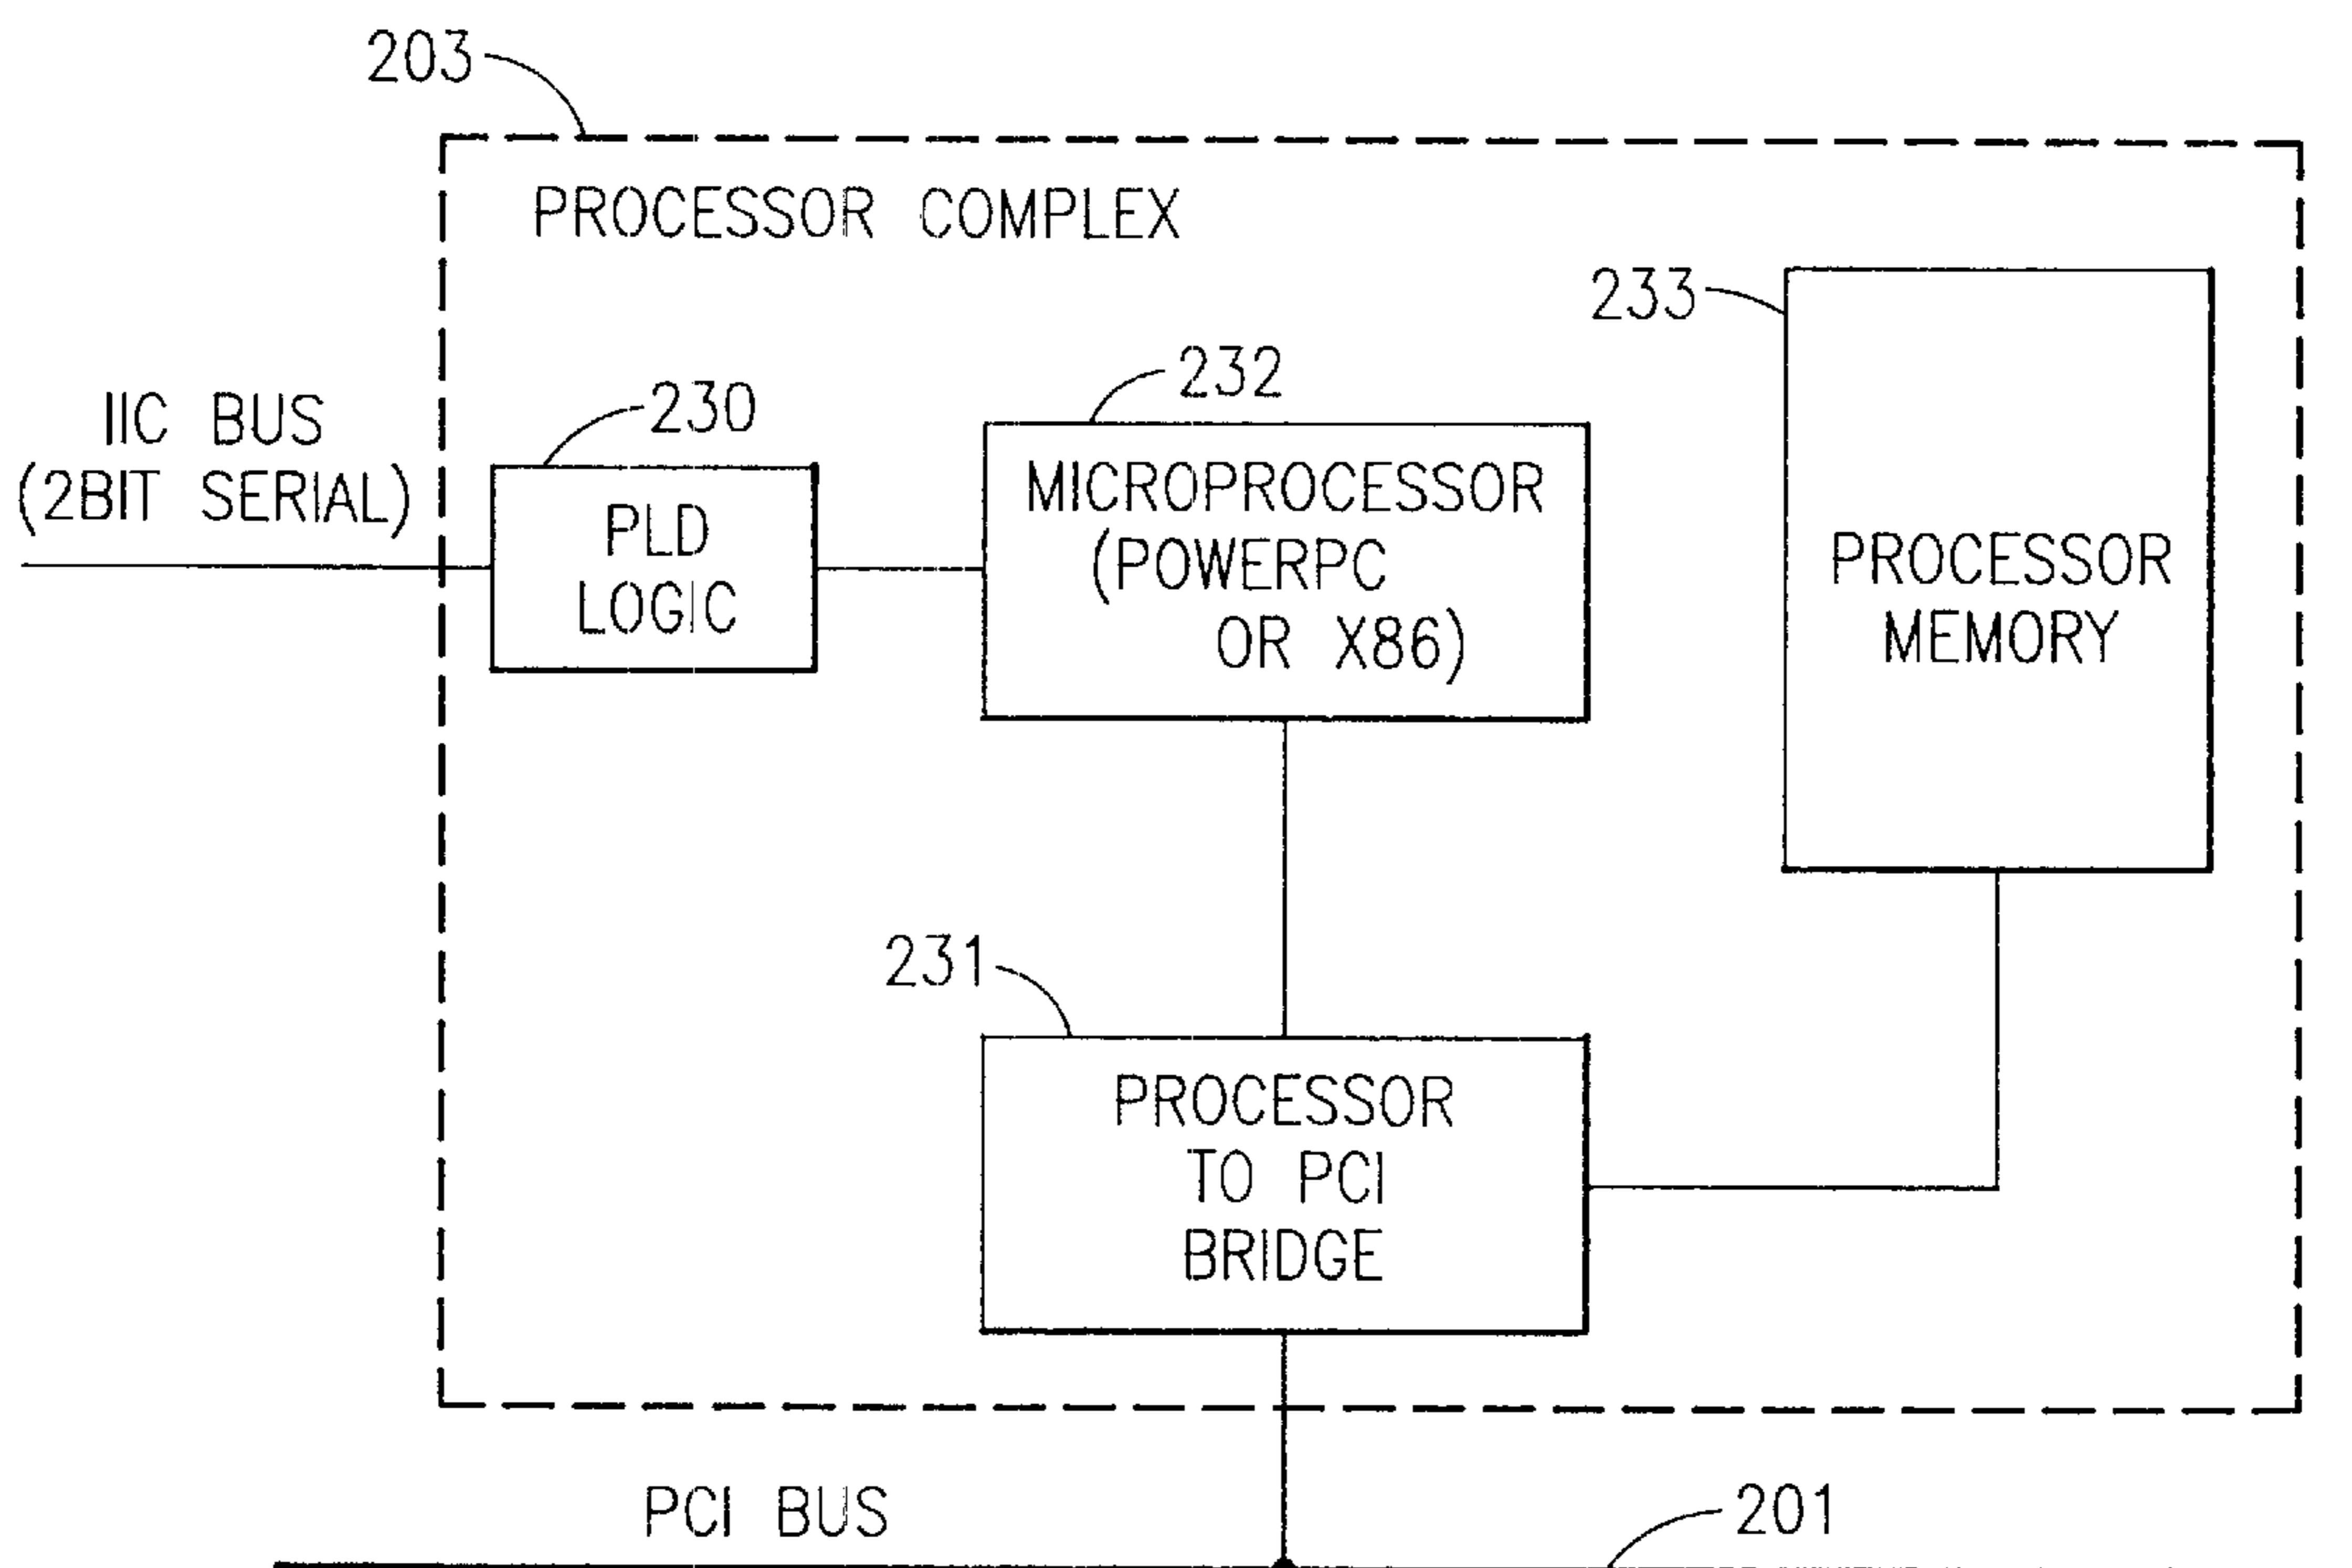 203
PROCESSOR COMPLEX
233
232
230
IIC BUS
(2BIT SERIAL)
PLD
LOGIC
MICROPROCESSOR
(POWERPC
OR X86)
PROCESSOR
MEMORY
231
PROCESSOR
TO PCI
BRIDGE
PCI BUS
201